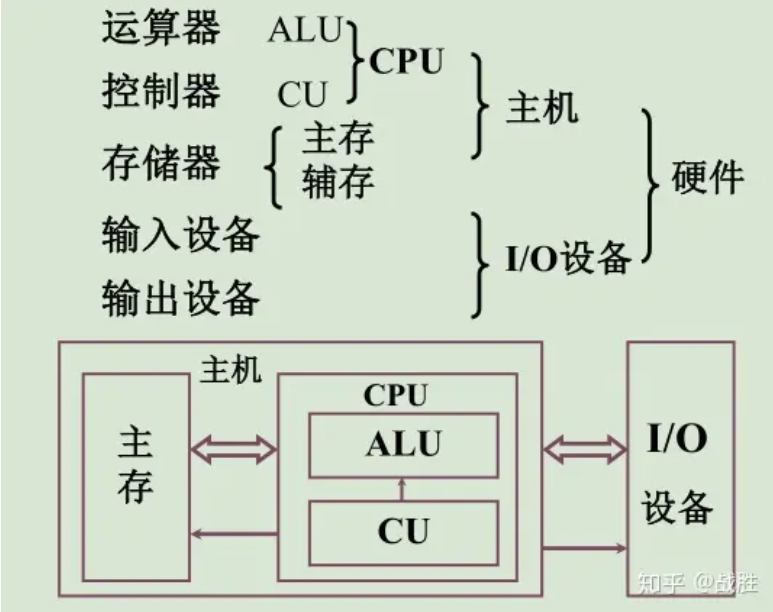 运算器 ALU
CPU
控制器 CU
主机
存储器 主存
辅存
硬件
输入设备
I/O设备
输出设备
主机
CPU
主存
ALU
CU
I/O
设备
知乎 @战胜